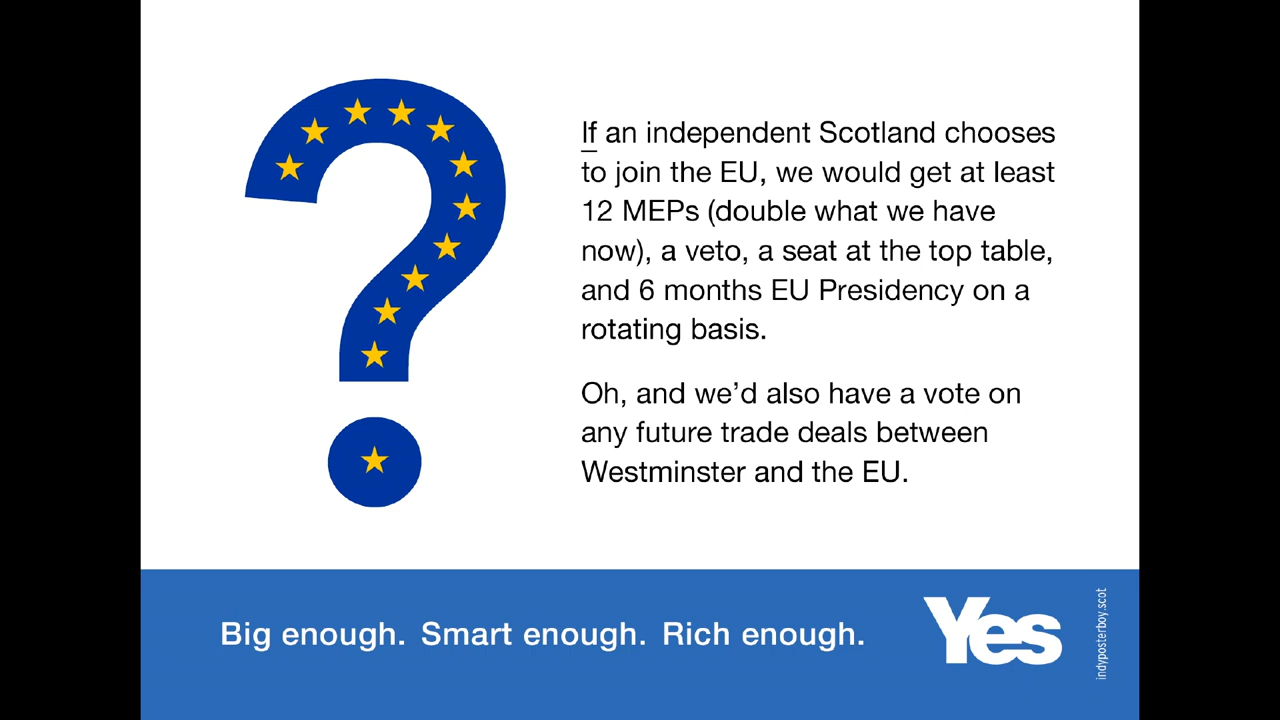 If an independent Scotland chooses
to join the EU, we would get at least
12 MEPs (double what we have
now), a veto, a seat at the top table,
and 6 months EU Presidency on a
rotating basis.
Oh, and we’d also have a vote on
any future trade deals between
Westminster and the EU.
Big enough. Smart enough. Rich enough.
Yes
indyposterboy.scot